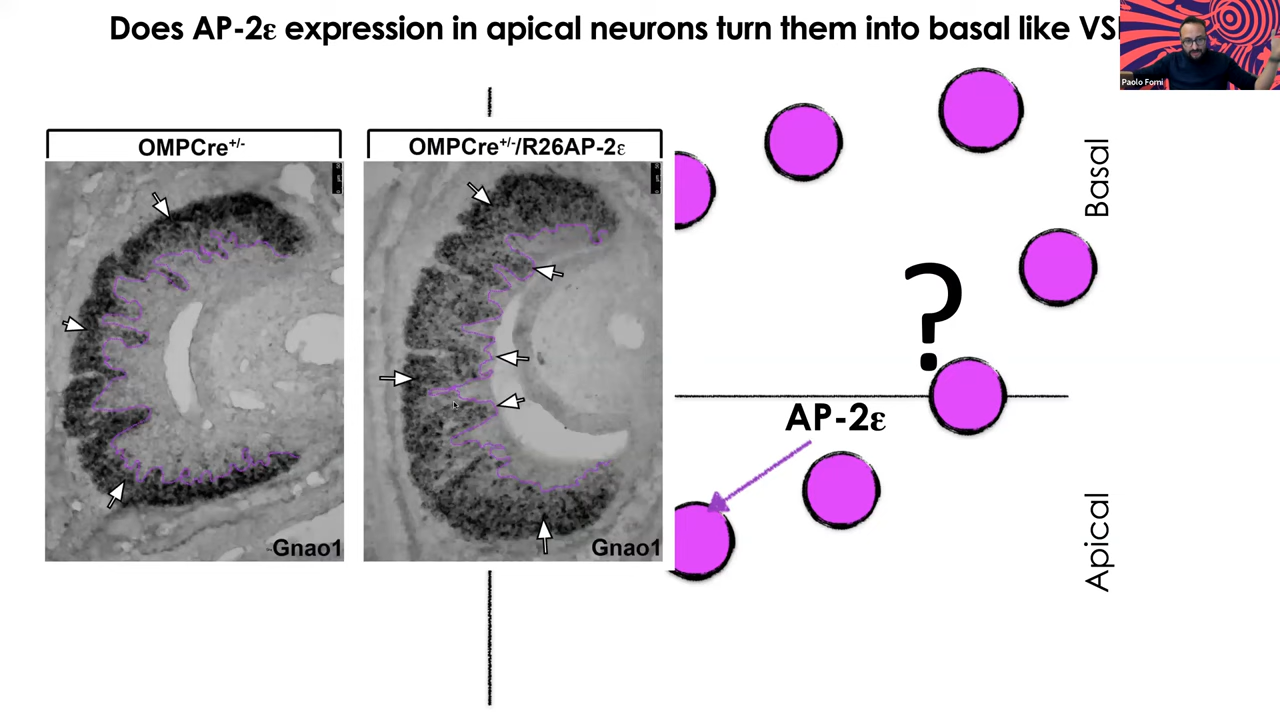 Does AP-2ε expression in apical neurons turn them into basal like
Paolo Forni
OMPCre+/-
OMPCre+/-/R26AP-2ε
Basal
?
AP-2ε
Apical
Gnao1
Gnao1